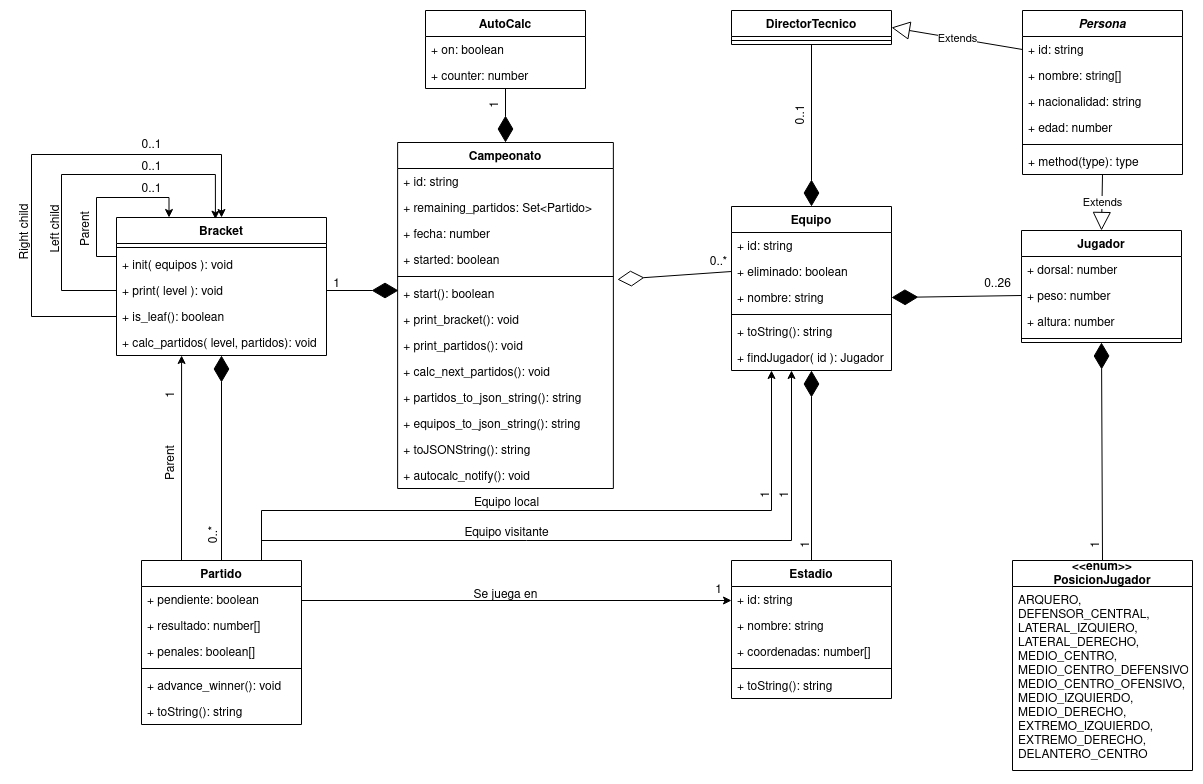 AutoCalc
+ on: boolean
+ counter: number
1
DirectorTecnico
Extends
Persona
+ id: string
+ nombre: string[]
+ nacionalidad: string
+ edad: number
+ method(type): type
Extends
0..1
0..1
0..1
0..1
Right child
Left child
Parent
Bracket
+ init( equipos ): void
+ print( level ): void
+ is_leaf(): boolean
+ calc_partidos( level, partidos): void
1
Campeonato
+ id: string
+ remaining_partidos: Set<Partido>
+ fecha: number
+ started: boolean
+ start(): boolean
+ print_bracket(): void
+ print_partidos(): void
+ calc_next_partidos(): void
+ partidos_to_json_string(): string
+ equipos_to_json_string(): string
+ toJSONString(): string
+ autocalc_notify(): void
0..*
Equipo
+ id: string
+ eliminado: boolean
+ nombre: string
+ toString(): string
+ findJugador( id ): Jugador
0..26
Jugador
+ dorsal: number
+ peso: number
+ altura: number
1
Parent
0..*
Equipo local
1
Equipo visitante
1
1
1
Partido
+ pendiente: boolean
+ resultado: number[]
+ penales: boolean[]
+ advance_winner(): void
+ toString(): string
Se juega en
1
Estadio
+ id: string
+ nombre: string
+ coordenadas: number[]
+ toString(): string
<<enum>>
PosicionJugador
ARQUERO,
DEFENSOR_CENTRAL,
LATERAL_IZQUIERO,
LATERAL_DERECHO,
MEDIO_CENTRO,
MEDIO_CENTRO_DEFENSIVO
MEDIO_CENTRO_OFENSIVO,
MEDIO_IZQUIERDO,
MEDIO_DERECHO,
EXTREMO_IZQUIERDO,
EXTREMO_DERECHO,
DELANTERO_CENTRO